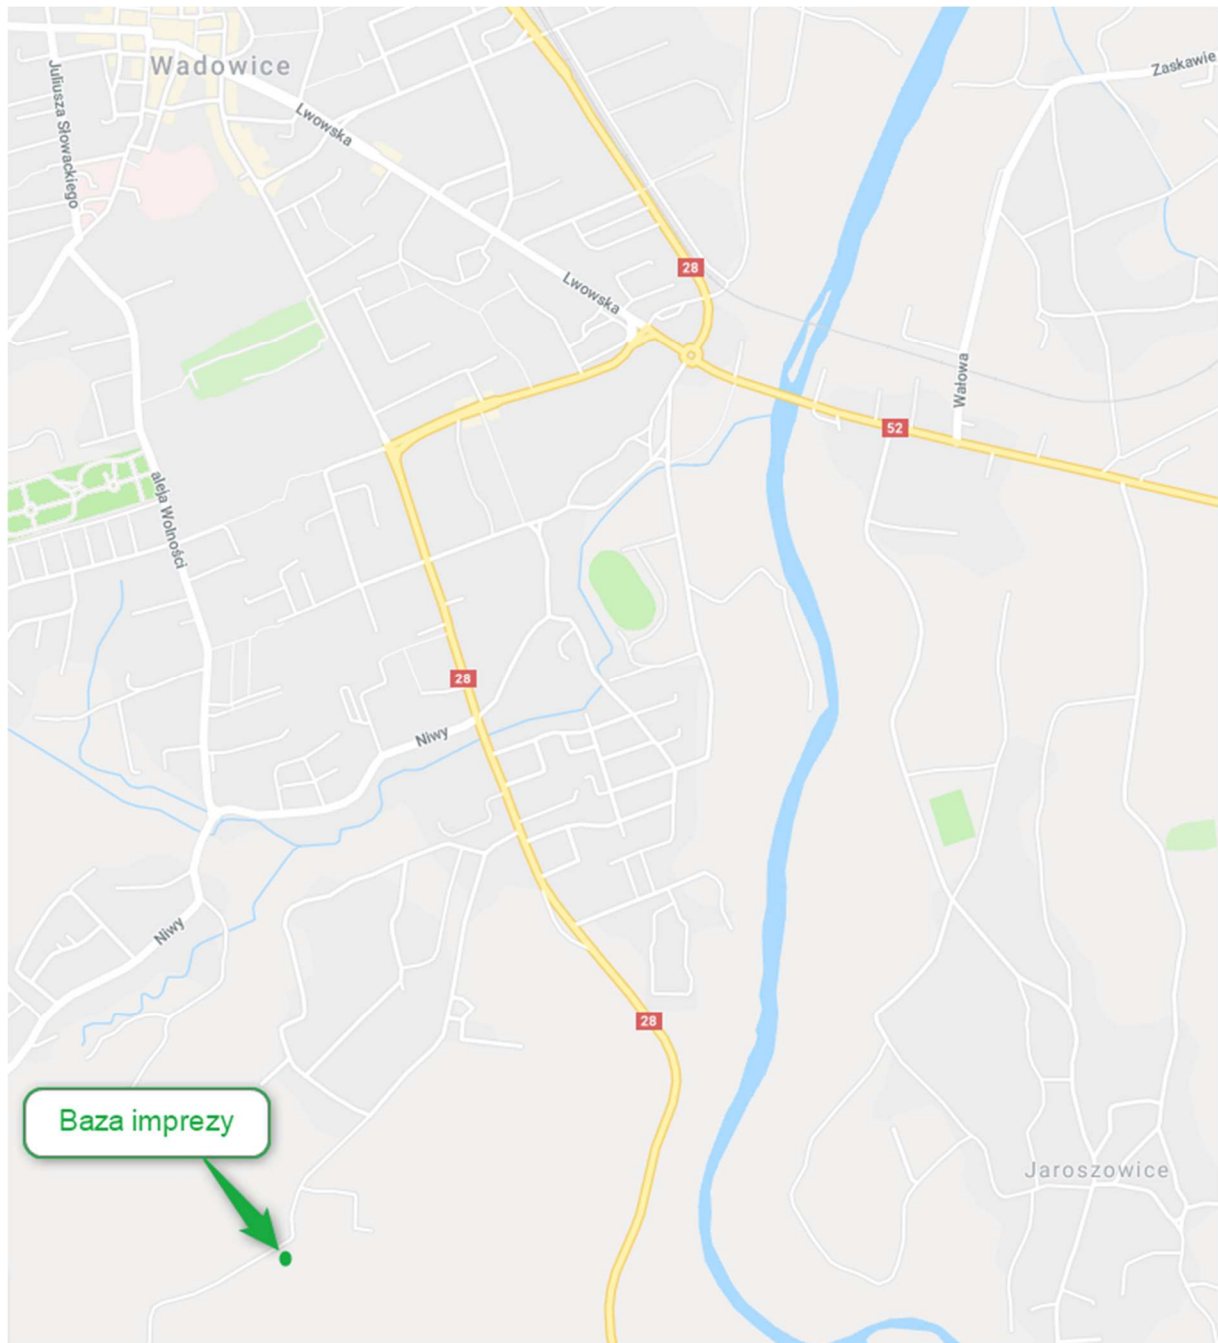 Wadowice
Zaskawie
Juliusza Słowackiego
Lwowska
28
Lwowska
Wałowa
52
aleja Wolności
28
Niwy
Niwy
28
Baza imprezy
Jaroszowice